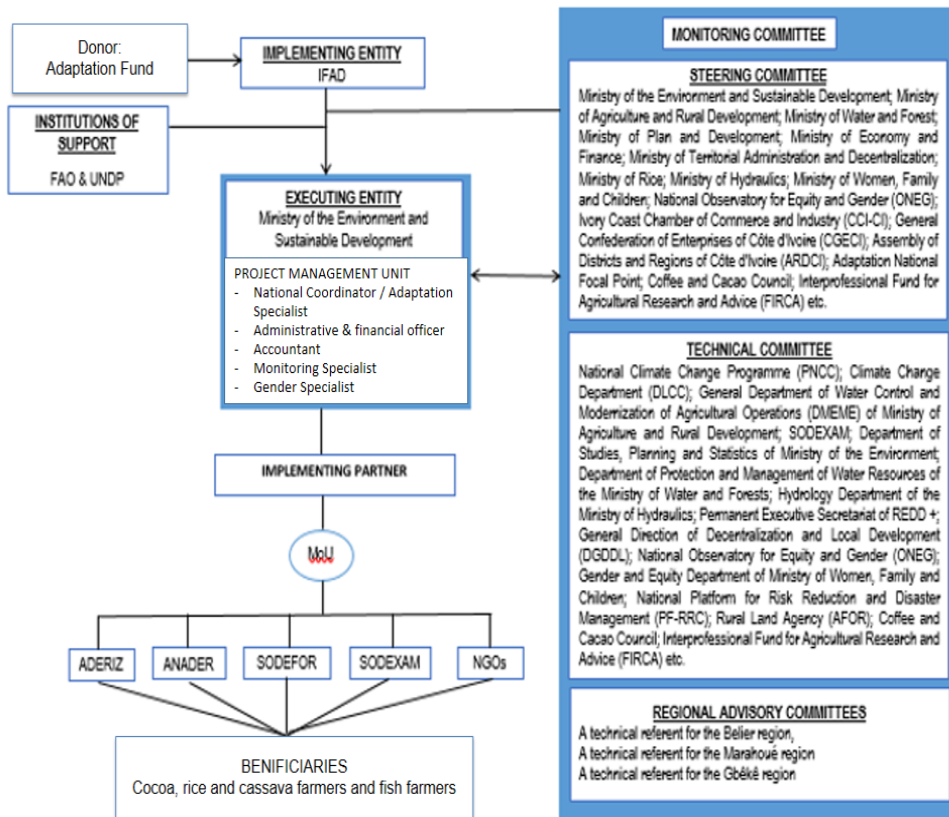 Donor:
Adaptation Fund
IMPLEMENTING ENTITY
IFAD
INSTITUTIONS OF
SUPPORT
FAO & UNDP
EXECUTING ENTITY
Ministry of the Environment and
Sustainable Development
PROJECT MANAGEMENT UNIT
- National Coordinator / Adaptation
Specialist
- Administrative & financial officer
- Accountant
- Monitoring Specialist
- Gender Specialist
IMPLEMENTING PARTNER
MoU
ADERIZ
ANADER
SODEFOR
SODEXAM
NGOs
BENIFICIARIES
Cocoa, rice and cassava farmers and fish farmers
MONITORING COMMITTEE
STEERING COMMITTEE
Ministry of the Environment and Sustainable Development; Ministry
of Agriculture and Rural Development; Ministry of Water and Forest;
Ministry of Plan and Development; Ministry of Economy and
Finance; Ministry of Territorial Administration and Decentralization;
Ministry of Rice; Ministry of Hydraulics; Ministry of Women, Family
and Children; National Observatory for Equity and Gender (ONEG);
Ivory Coast Chamber of Commerce and Industry (CCI-CI); General
Confederation of Enterprises of Côte d'Ivoire (CGECI); Assembly of
Districts and Regions of Côte d'Ivoire (ARDCI); Adaptation National
Focal Point; Coffee and Cacao Council; Interprofessional Fund for
Agricultural Research and Advice (FIRCA) etc.
TECHNICAL COMMITTEE
National Climate Change Programme (PNCC); Climate Change
Department (DLCC); General Department of Water Control and
Modernization of Agricultural Operations (DMEME) of Ministry of
Agriculture and Rural Development; SODEXAM; Department of
Studies, Planning and Statistics of Ministry of the Environment;
Department of Protection and Management of Water Resources of
the Ministry of Water and Forests; Hydrology Department of the
Ministry of Hydraulics; Permanent Executive Secretariat of REDD +;
General Direction of Decentralization and Local Development
(DGDDL); National Observatory for Equity and Gender (ONEG);
Gender and Equity Department of Ministry of Women, Family and
Children; National Platform for Risk Reduction and Disaster
Management (PF-RRC); Rural Land Agency (AFOR); Coffee and
Cacao Council; Interprofessional Fund for Agricultural Research and
Advice (FIRCA) etc.
REGIONAL ADVISORY COMMITTEES
A technical referent for the Belier region,
A technical referent for the Marahoué region
A technical referent for the Gbêkê region